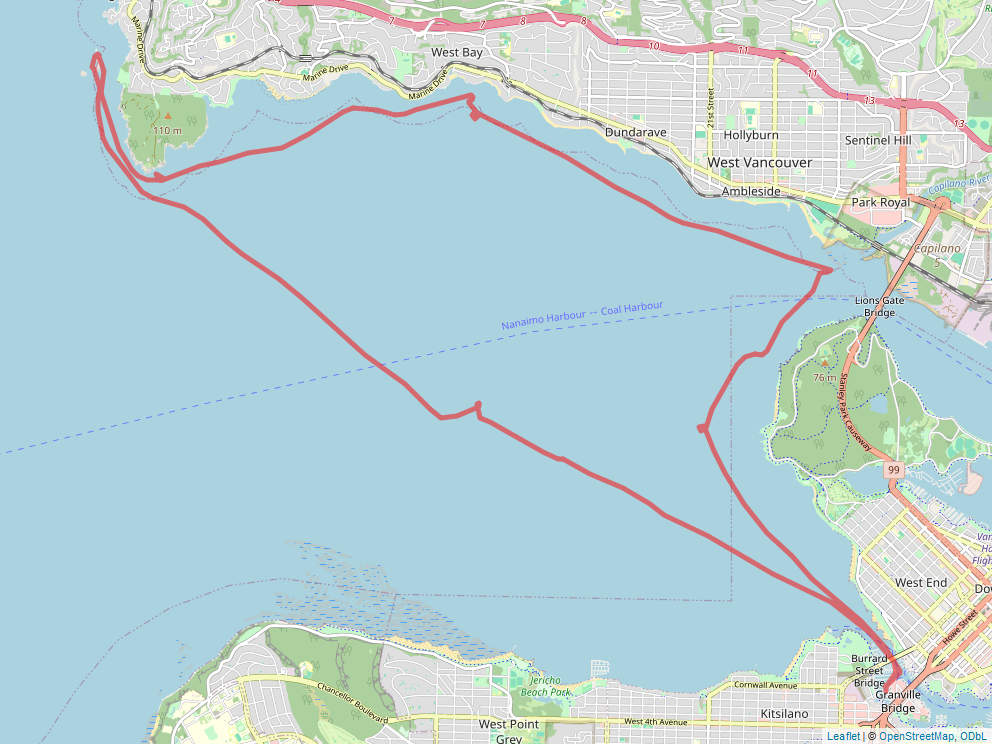 Marine Drive
7
7
8
8
10
11
11
13
13
West Bay
Marine Drive
Marine Drive
21st Street
110 m
Dundarave
Hollyburn
Sentinel Hill
West Vancouver
Ambleside
Capilano River
Park Royal
Capilano
5
Nanaimo Harbour -- Coal Harbour
Lions Gate
Bridge
76 m
Stanley Park Causeway
99
West End
Howe Street
Burrard
Street
Bridge
Granville
Bridge
Jericho
Beach Park
Cornwall Avenue
Chancellor Boulevard
West Point
Grey
West 4th Avenue
Kitsilano
Leaflet | © OpenStreetMap, ODbL